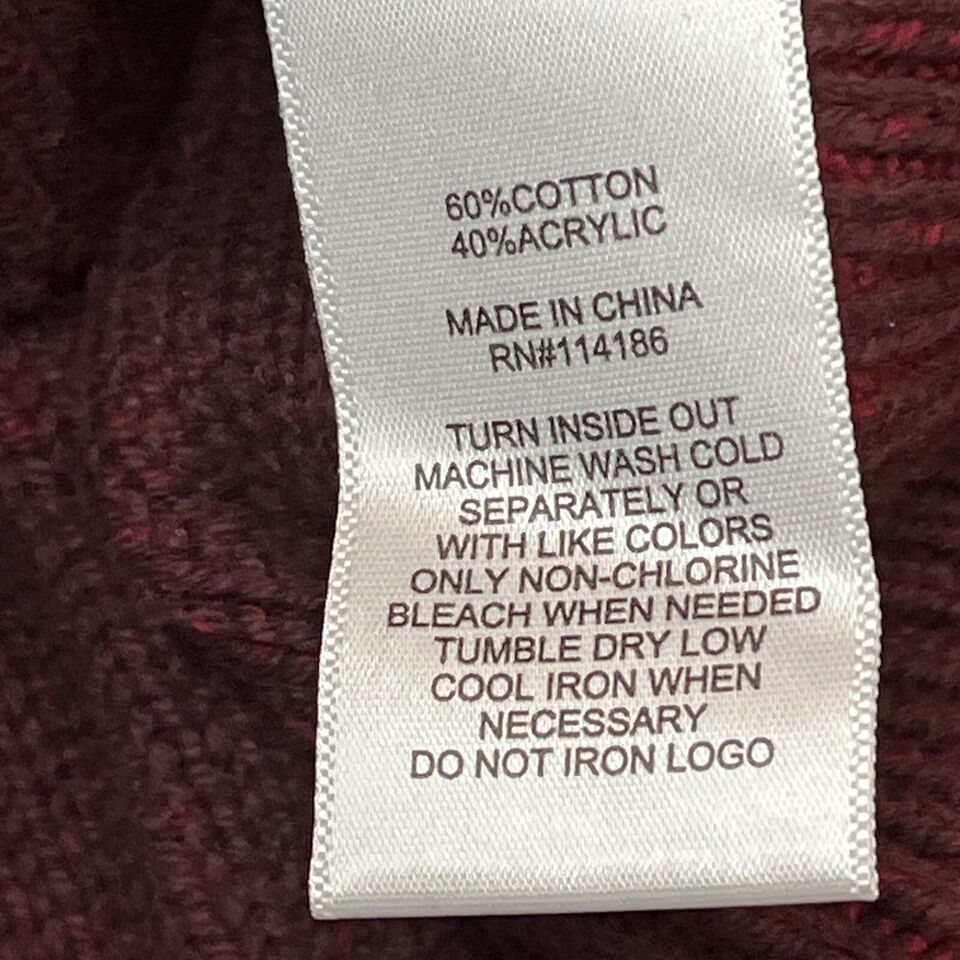 60%COTTON
40%ACRYLIC
MADE IN CHINA
RN#114186
TURN INSIDE OUT
MACHINE WASH COLD
SEPARATELY OR
WITH LIKE COLORS
ONLY NON-CHLORINE
BLEACH WHEN NEEDED
TUMBLE DRY LOW
COOL IRON WHEN
NECESSARY
DO NOT IRON LOGO